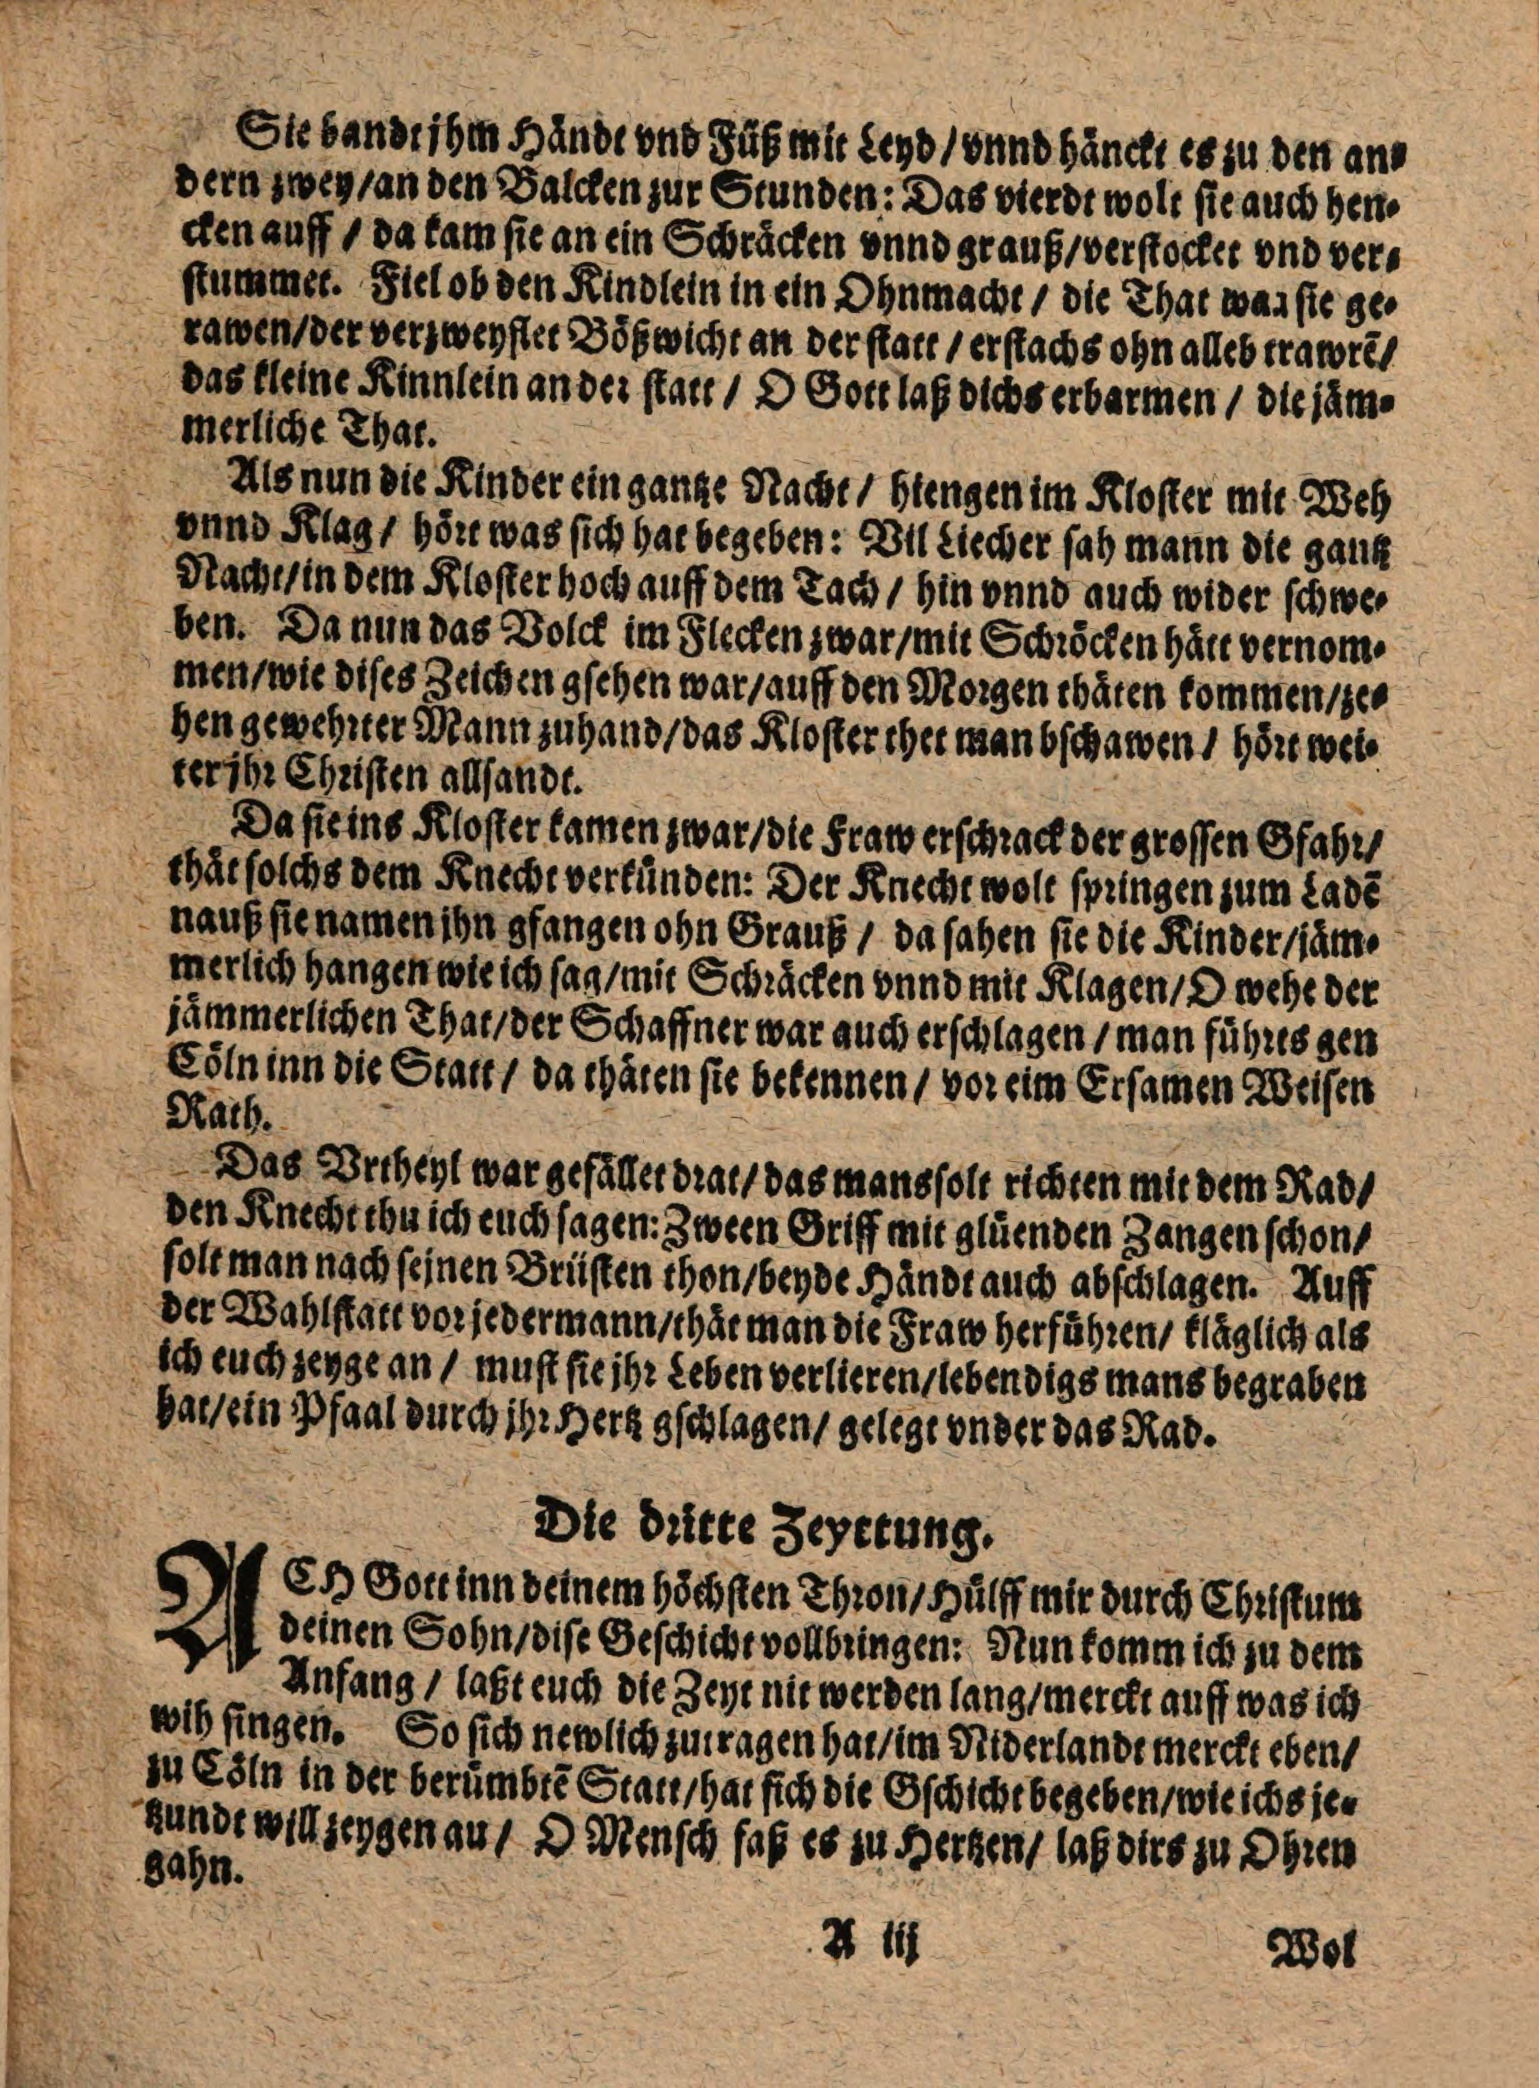 Sie bandt jhm Händt vnd Füß mit Leyd / vnnd hänckt es zu den an⸗
dern zwey/an den Balcken zur Stunden: Das vierdt wolt sie auch hen⸗
cken auff / da kam sie an ein Schräcken vnnd grauß/verstocket vnd ver⸗
stummet. Fiel ob den Kindlein in ein Ohnmacht / die That war sie ge⸗
rawen/der verzweyflet Bößwicht an der statt / erstachs ohn alleb trawrē/
das kleine Kinnlein an der statt / O Gott laß dichs erbarmen / die jäm⸗
merliche That.
Als nun die Kinder ein gantze Nacht / hiengen im Kloster mit Weh
vnnd Klag / hört was sich hat begeben: Vil Liecher sah mann die gantz
Nacht/in dem Kloster hoch auff dem Tach / hin vnnd auch wider schwe⸗
ben. Da nun das Volck im Flecken zwar/mit Schröcken hätt vernom⸗
men/wie dises Zeichen gsehen war/auff den Morgen thäten kommen/ze⸗
hen gewehrter Mann zuhand/das Kloster thet man bschawen / hört wei⸗
ter jhr Christen allsandt.
Da sie ins Kloster kamen zwar/die Fraw erschrack der grossen Gfahr/
thät solchs dem Knecht verkünden: Der Knecht wolt springen zum Ladē
nauß sie namen jhn gfangen ohn Grauß / da sahen sie die Kinder/jäm⸗
merlich hangen wie ich sag/mit Schräcken vnnd mit Klagen/O wehe der
jämmerlichen That/der Schaffner war auch erschlagen / man führts gen
Cöln inn die Statt / da thäten sie bekennen / vor eim Ersamen Weisen
Rath.
Das Vrtheyl war gefället drat/das mans solt richten mit dem Rad/
den Knecht thu ich euch sagen: Zween Griff mit glüenden Zangen schon/
solt man nach seinen Brüsten thon/beyde Händt auch abschlagen. Auff
der Wahlstatt vor jedermann/thät man die Fraw herführen/ kläglich als
ich euch zeyge an / must sie jhr Leben verlieren/lebendigs mans begraben
hat/ein Pfaal durch jhr Hertz gschlagen/ gelegt vnder das Rad.
Die dritte Zeyttung.
ACH Gott inn deinem höchsten Thron/Hülff mir durch Christum
deinen Sohn/dise Geschicht vollbringen: Nun komm ich zu dem
Anfang / laßt euch die Zeyt nit werden lang/merckt auff was ich
wih singen. So sich newlich zutragen hat/im Niderlandt merckt eben/
zu Cöln in der berümbtē Statt/hat sich die Gschicht begeben/wie ichs je⸗
tzundt will zeygen au / O Mensch faß es zu Hertzen/ laß dirs zu Ohren
gahn.
A iij
Wol